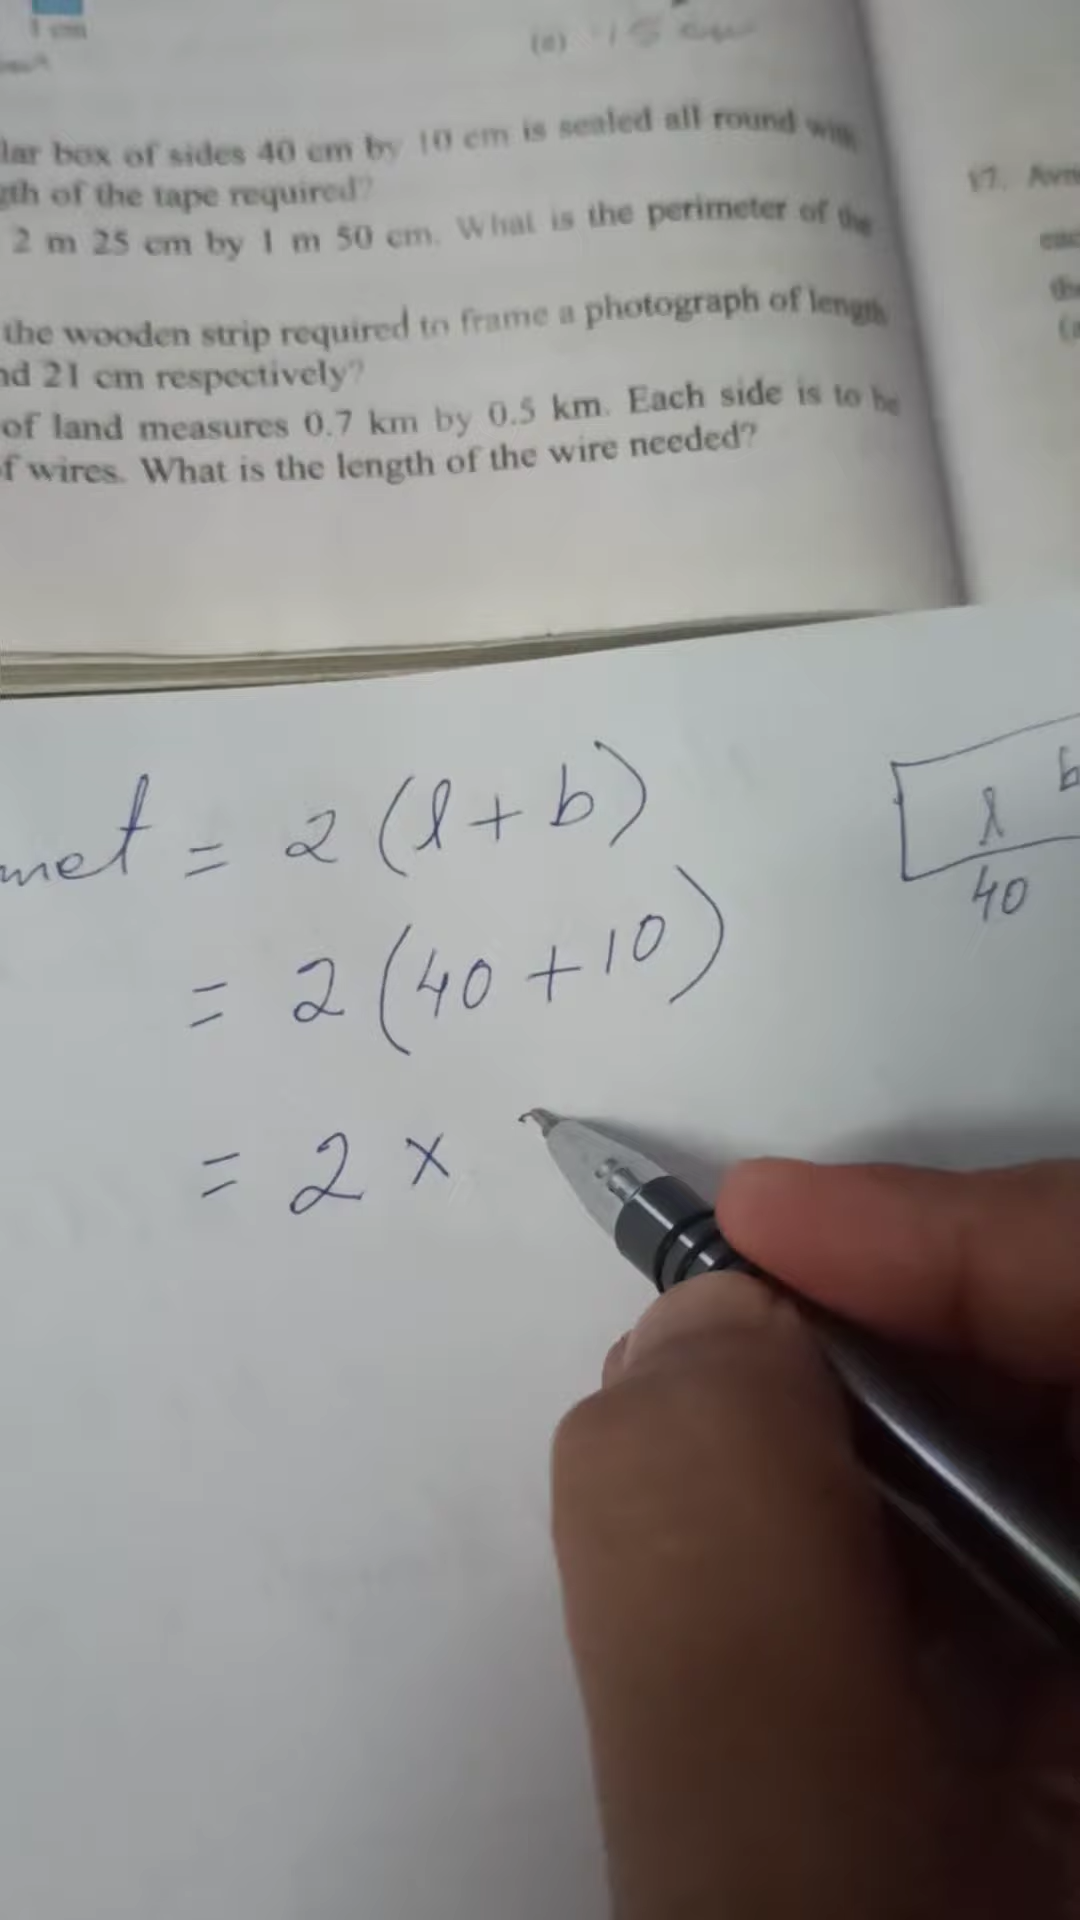 1 cm
(e) 15 cm
lar box of sides 40 cm by 10 cm is sealed all round with
gth of the tape required?
2 m 25 cm by 1 m 50 cm. What is the perimeter of the
the wooden strip required to frame a photograph of length
nd 21 cm respectively?
of land measures 0.7 km by 0.5 km. Each side is to be
f wires. What is the length of the wire needed?
17.
(a
met = 2 (l + b)
= 2 (40 + 10)
= 2 ×
l b
40